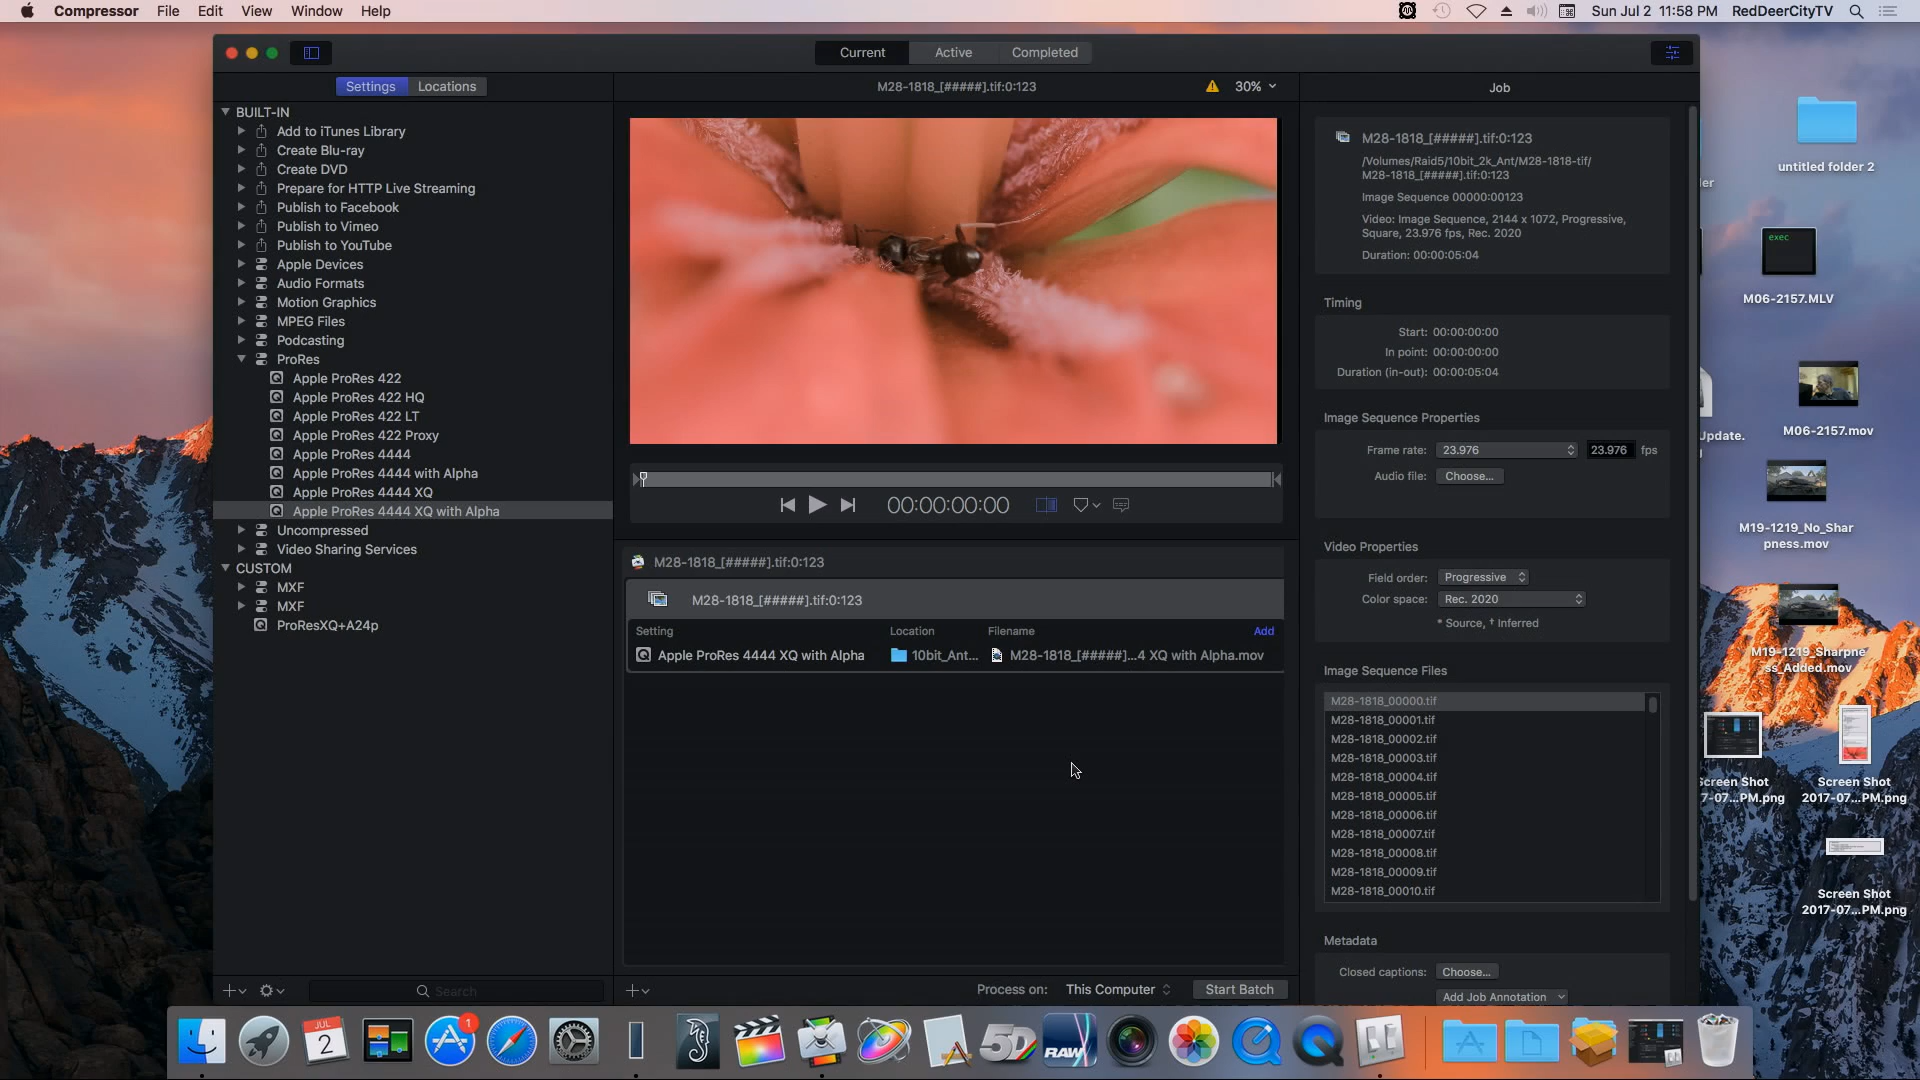 Compressor File Edit View Window Help
Sun Jul 2 11:58 PM RedDeerCityTV
Current Active Completed
Settings Locations
M28-1818_[#####].tif:0:123
30%
Job
BUILT-IN
Add to iTunes Library
Create Blu-ray
Create DVD
Prepare for HTTP Live Streaming
Publish to Facebook
Publish to Vimeo
Publish to YouTube
Apple Devices
Audio Formats
Motion Graphics
MPEG Files
Podcasting
ProRes
Apple ProRes 422
Apple ProRes 422 HQ
Apple ProRes 422 LT
Apple ProRes 422 Proxy
Apple ProRes 4444
Apple ProRes 4444 with Alpha
Apple ProRes 4444 XQ
Apple ProRes 4444 XQ with Alpha
Uncompressed
Video Sharing Services
CUSTOM
MXF
MXF
ProResXQ+A24p
Search
00:00:00:00
M28-1818_[#####].tif:0:123
M28-1818_[#####].tif:0:123
Setting Location Filename Add
Apple ProRes 4444 XQ with Alpha 10bit_Ant... M28-1818_[#####]...4 XQ with Alpha.mov
Process on: This Computer Start Batch
M28-1818_[#####].tif:0:123
/Volumes/Raid5/10bit_2k_Ant/M28-1818-tif/
M28-1818_[#####].tif:0:123
Image Sequence 00000:00123
Video: Image Sequence, 2144 x 1072, Progressive,
Square, 23.976 fps, Rec. 2020
Duration: 00:00:05:04
Timing
Start: 00:00:00:00
In point: 00:00:00:00
Duration (in-out): 00:00:05:04
Image Sequence Properties
Frame rate: 23.976 23.976 fps
Audio file: Choose...
Video Properties
Field order: Progressive
Color space: Rec. 2020
* Source, † Inferred
Image Sequence Files
M28-1818_00000.tif
M28-1818_00001.tif
M28-1818_00002.tif
M28-1818_00003.tif
M28-1818_00004.tif
M28-1818_00005.tif
M28-1818_00006.tif
M28-1818_00007.tif
M28-1818_00008.tif
M28-1818_00009.tif
M28-1818_00010.tif
Metadata
Closed captions: Choose...
Add Job Annotation
untitled folder 2
ler
exec
M06-2157.MLV
M06-2157.mov
Update.
M19-1219_No_Shar
pness.mov
M19-1219_Sharpne
ss_Added.mov
Screen Shot
7-07...PM.png
Screen Shot
2017-07...PM.png
Screen Shot
2017-07...PM.png
JUL
2
1
5D
RAW